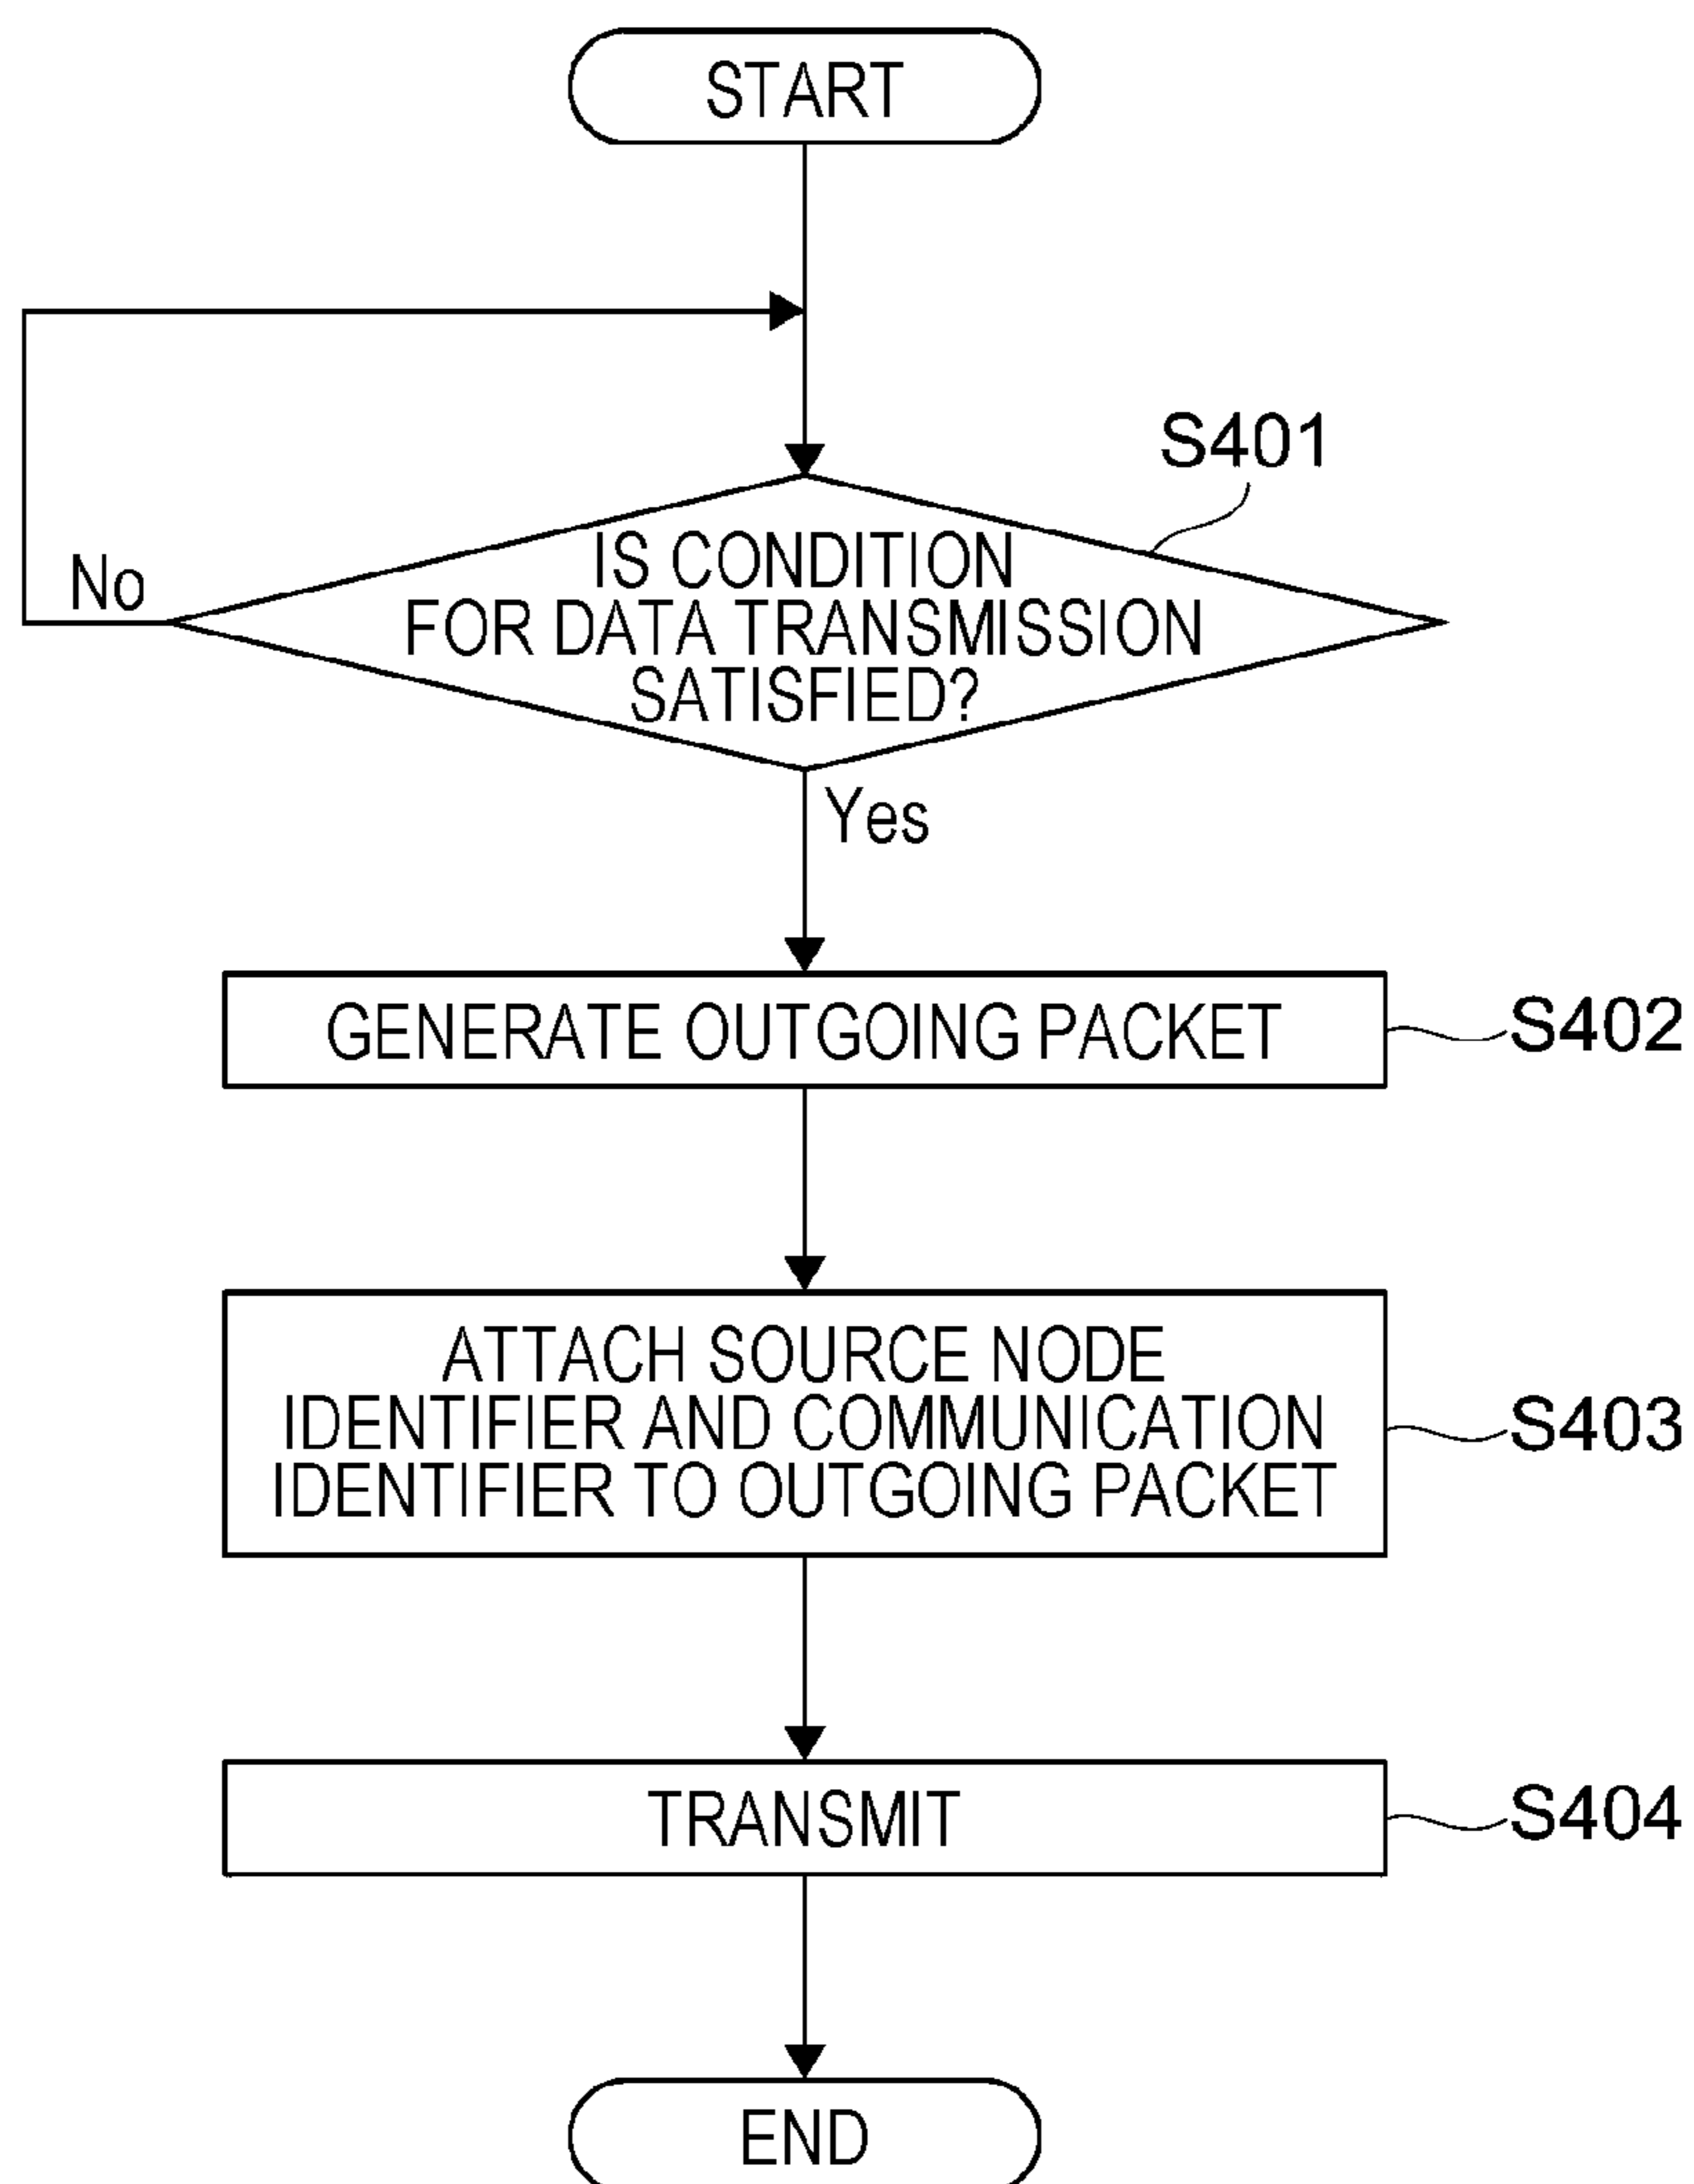 START
S401
IS CONDITION
FOR DATA TRANSMISSION
SATISFIED?
No
Yes
GENERATE OUTGOING PACKET
S402
ATTACH SOURCE NODE
IDENTIFIER AND COMMUNICATION
IDENTIFIER TO OUTGOING PACKET
S403
TRANSMIT
S404
END